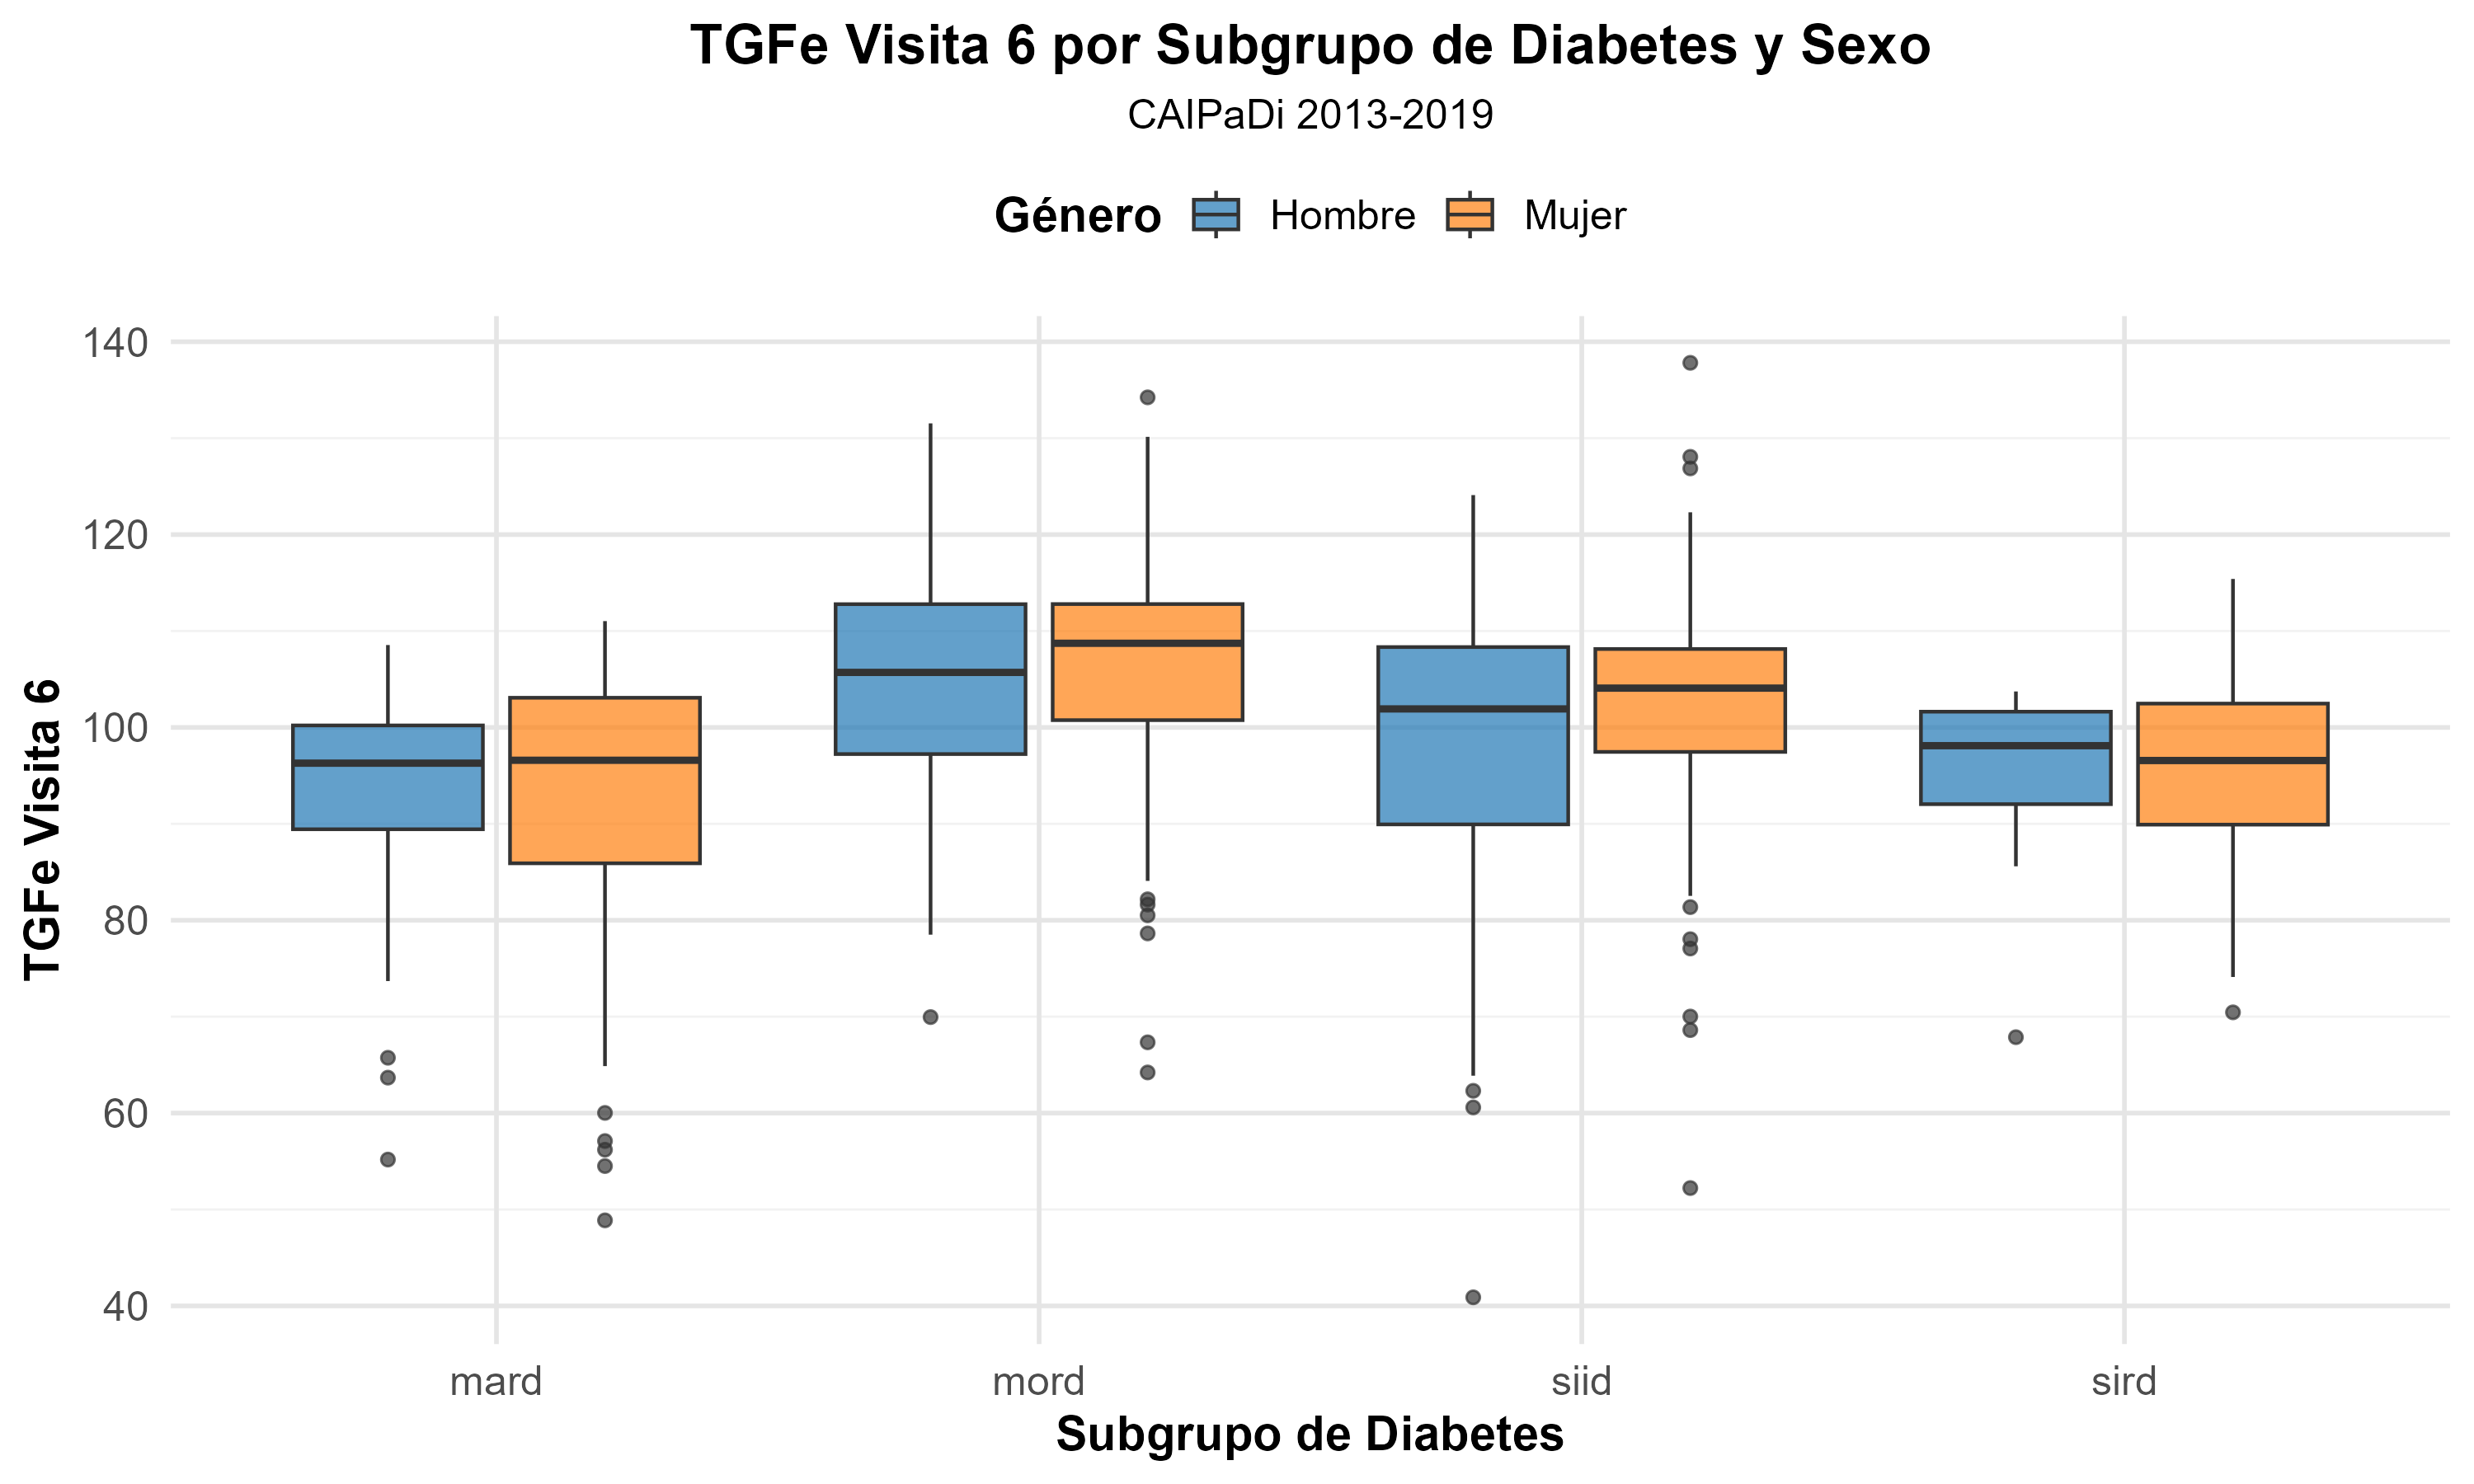 TGFe Visita 6 por Subgrupo de Diabetes y Sexo
CAIPaDi 2013-2019
Género Hombre Mujer
TGFe Visita 6
140
120
100
80
60
40
mard mord siid sird
Subgrupo de Diabetes